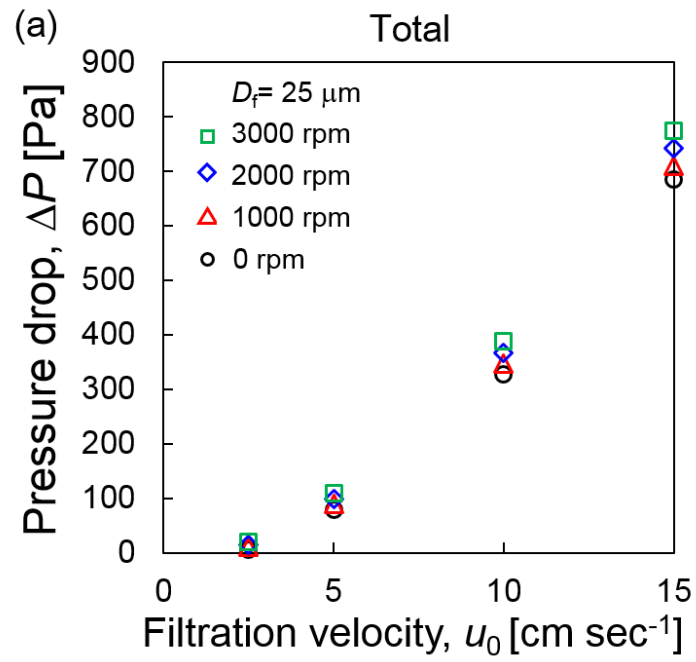 (a)
Total
Pressure drop, ΔP [Pa]
900
800
700
600
500
400
300
200
100
0
Df= 25 μm
3000 rpm
2000 rpm
1000 rpm
0 rpm
0 5 10 15
Filtration velocity, u0 [cm sec-1]